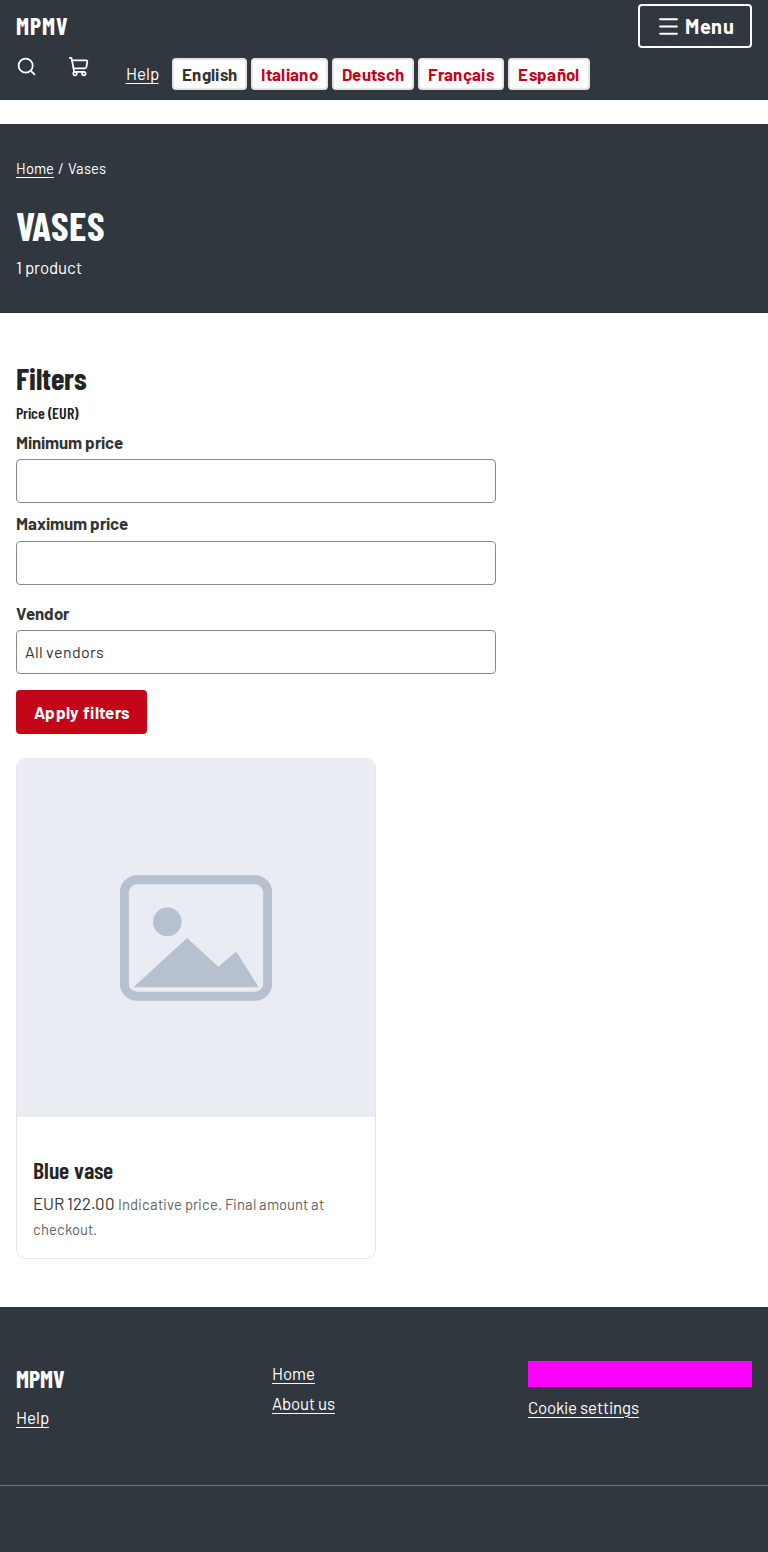 MPMV
Menu
Help English Italiano Deutsch Français Español
Home / Vases
VASES
1 product
Filters
Price (EUR)
Minimum price
Maximum price
Vendor
All vendors
Apply filters
Blue vase
EUR 122.00 Indicative price. Final amount at
checkout.
MPMV
Help
Home
About us
Cookie settings